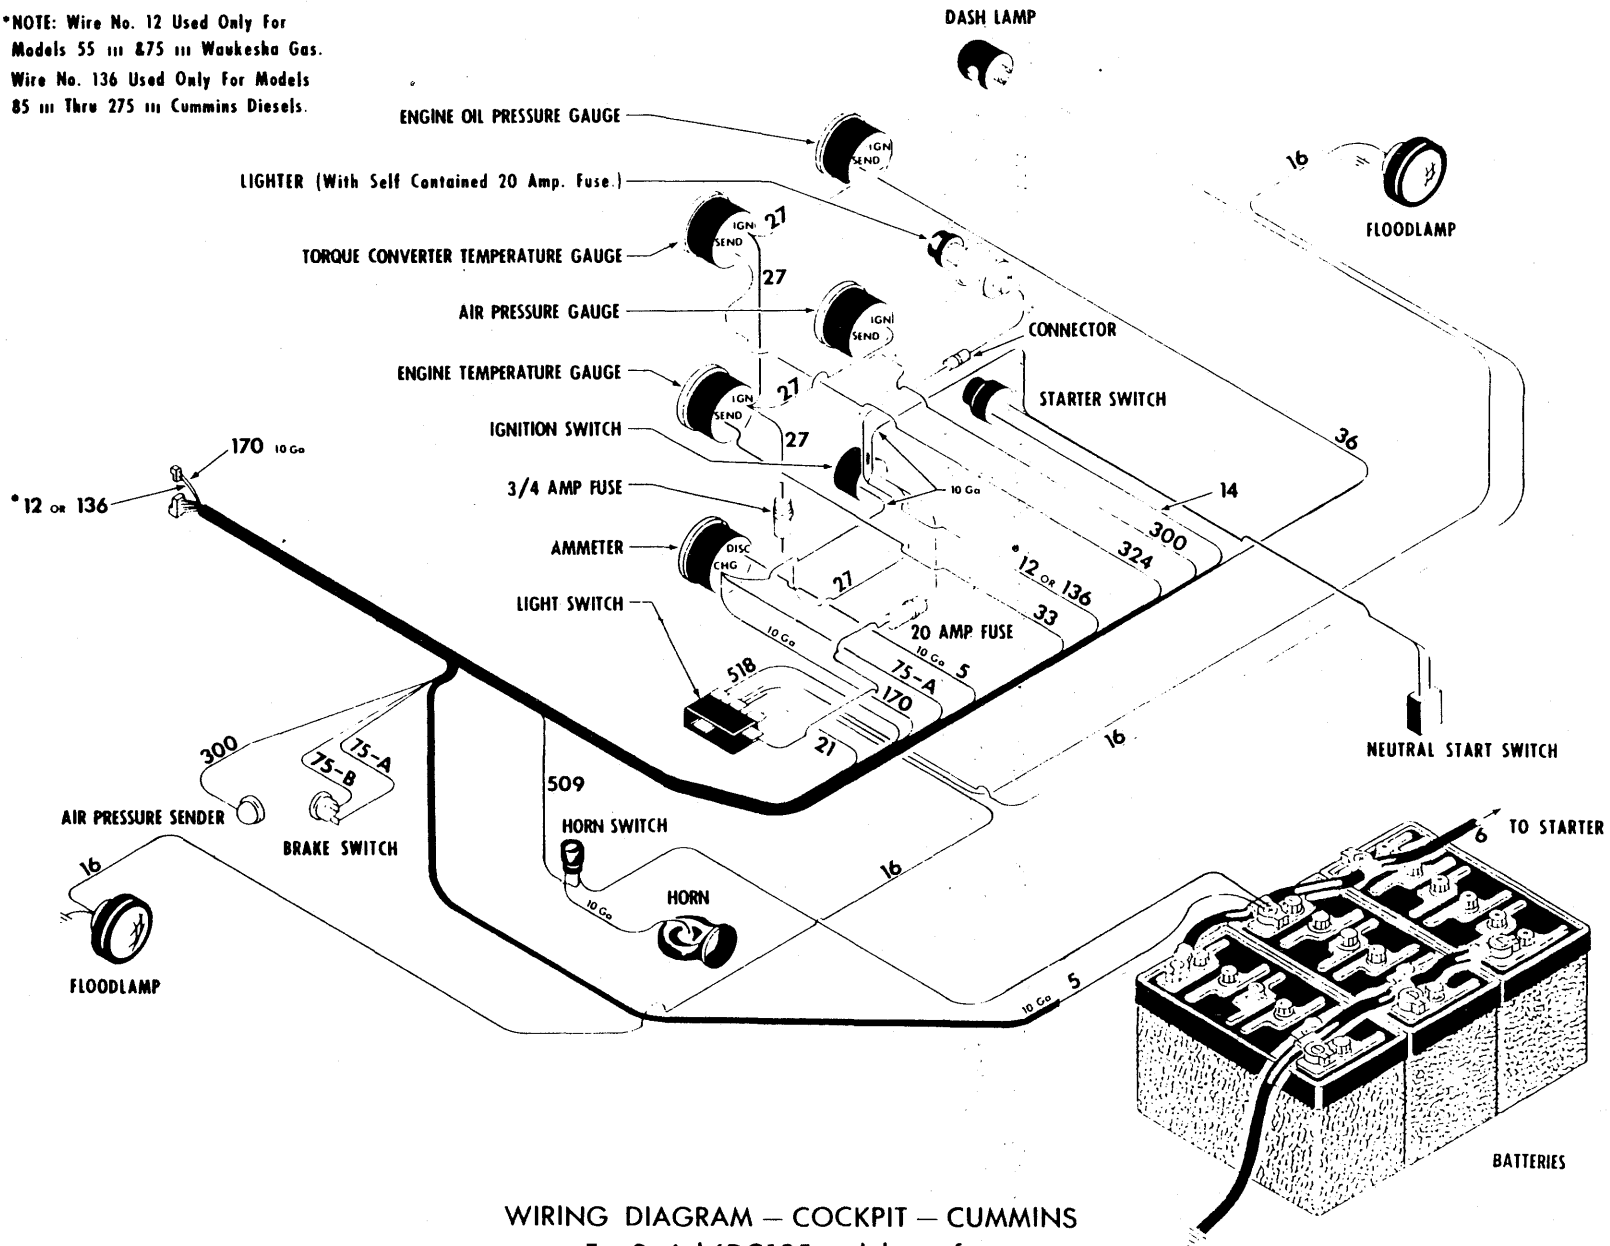 *NOTE: Wire No. 12 Used Only For
Models 55 III &75 III Waukesha Gas.
Wire No. 136 Used Only For Models
85 III Thru 275 III Cummins Diesels.
DASH LAMP
ENGINE OIL PRESSURE GAUGE
IGN
SEND
16
FLOODLAMP
LIGHTER (With Self Contained 20 Amp. Fuse.)
27
IGN
SEND
TORQUE CONVERTER TEMPERATURE GAUGE
27
AIR PRESSURE GAUGE
IGN
SEND
CONNECTOR
ENGINE TEMPERATURE GAUGE
27
IGN
SEND
STARTER SWITCH
IGNITION SWITCH
27
36
170 10 Ga
3/4 AMP FUSE
10 Ga
14
*12 OR 136
300
AMMETER
DISC
CHG
324
*12 OR 136
27
LIGHT SWITCH
33
20 AMP. FUSE
10 Ga
10 Ga 5
518
75-A
170
21
16
NEUTRAL START SWITCH
300
75-A
75-B
509
AIR PRESSURE SENDER
BRAKE SWITCH
HORN SWITCH
6
TO STARTER
16
16
HORN
10 Ga
FLOODLAMP
10 Ga 5
BATTERIES
WIRING DIAGRAM – COCKPIT – CUMMINS